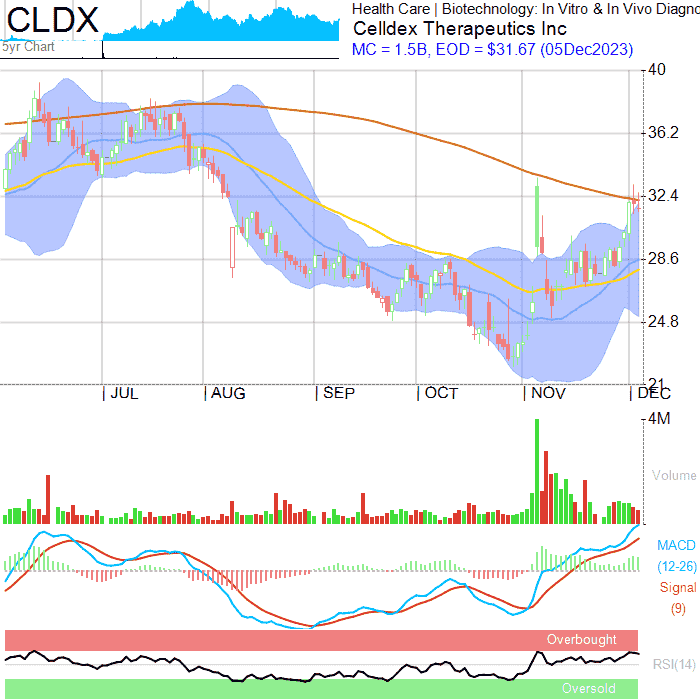 CLDX
5yr Chart
Health Care | Biotechnology: In Vitro & In Vivo Diagno
Celldex Therapeutics Inc
MC = 1.5B, EOD = $31.67 (05Dec2023)
40
36.2
32.4
28.6
24.8
21
| JUL | AUG | SEP | OCT | NOV | DEC
4M
Volume
MACD
(12-26)
Signal
(9)
Overbought
RSI(14)
Oversold